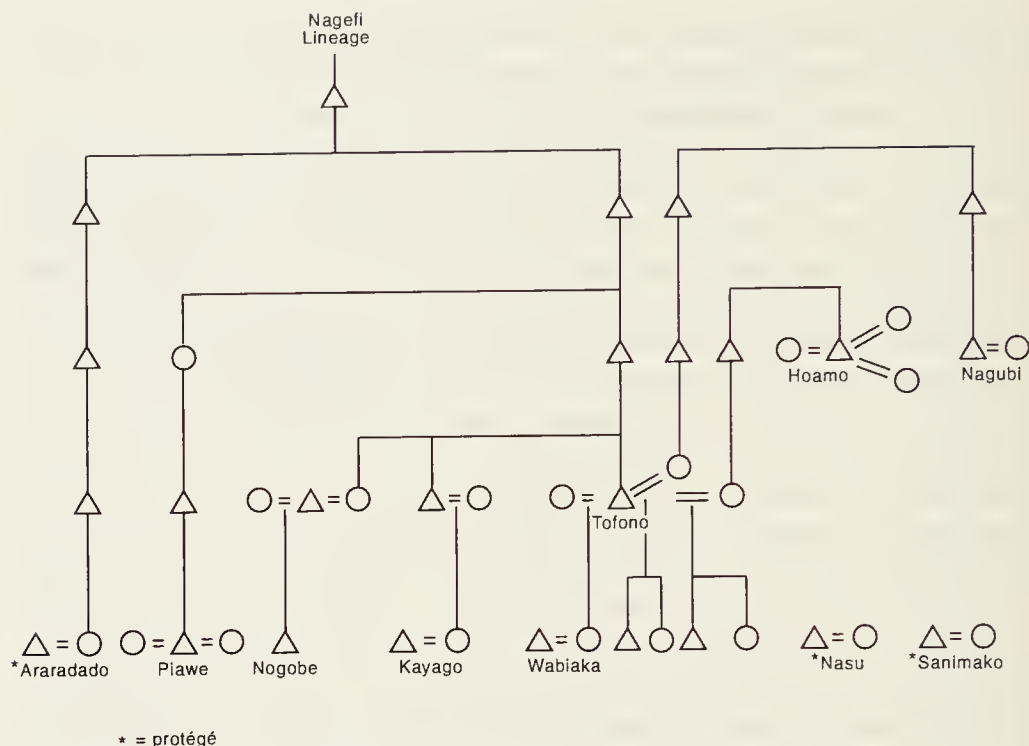 Nagefi
Lineage
Hoamo
Nagubi
Tofono
*Araradado
Piawe
Nogobe
Kayago
Wabiaka
*Nasu
*Sanimako
* = protégé